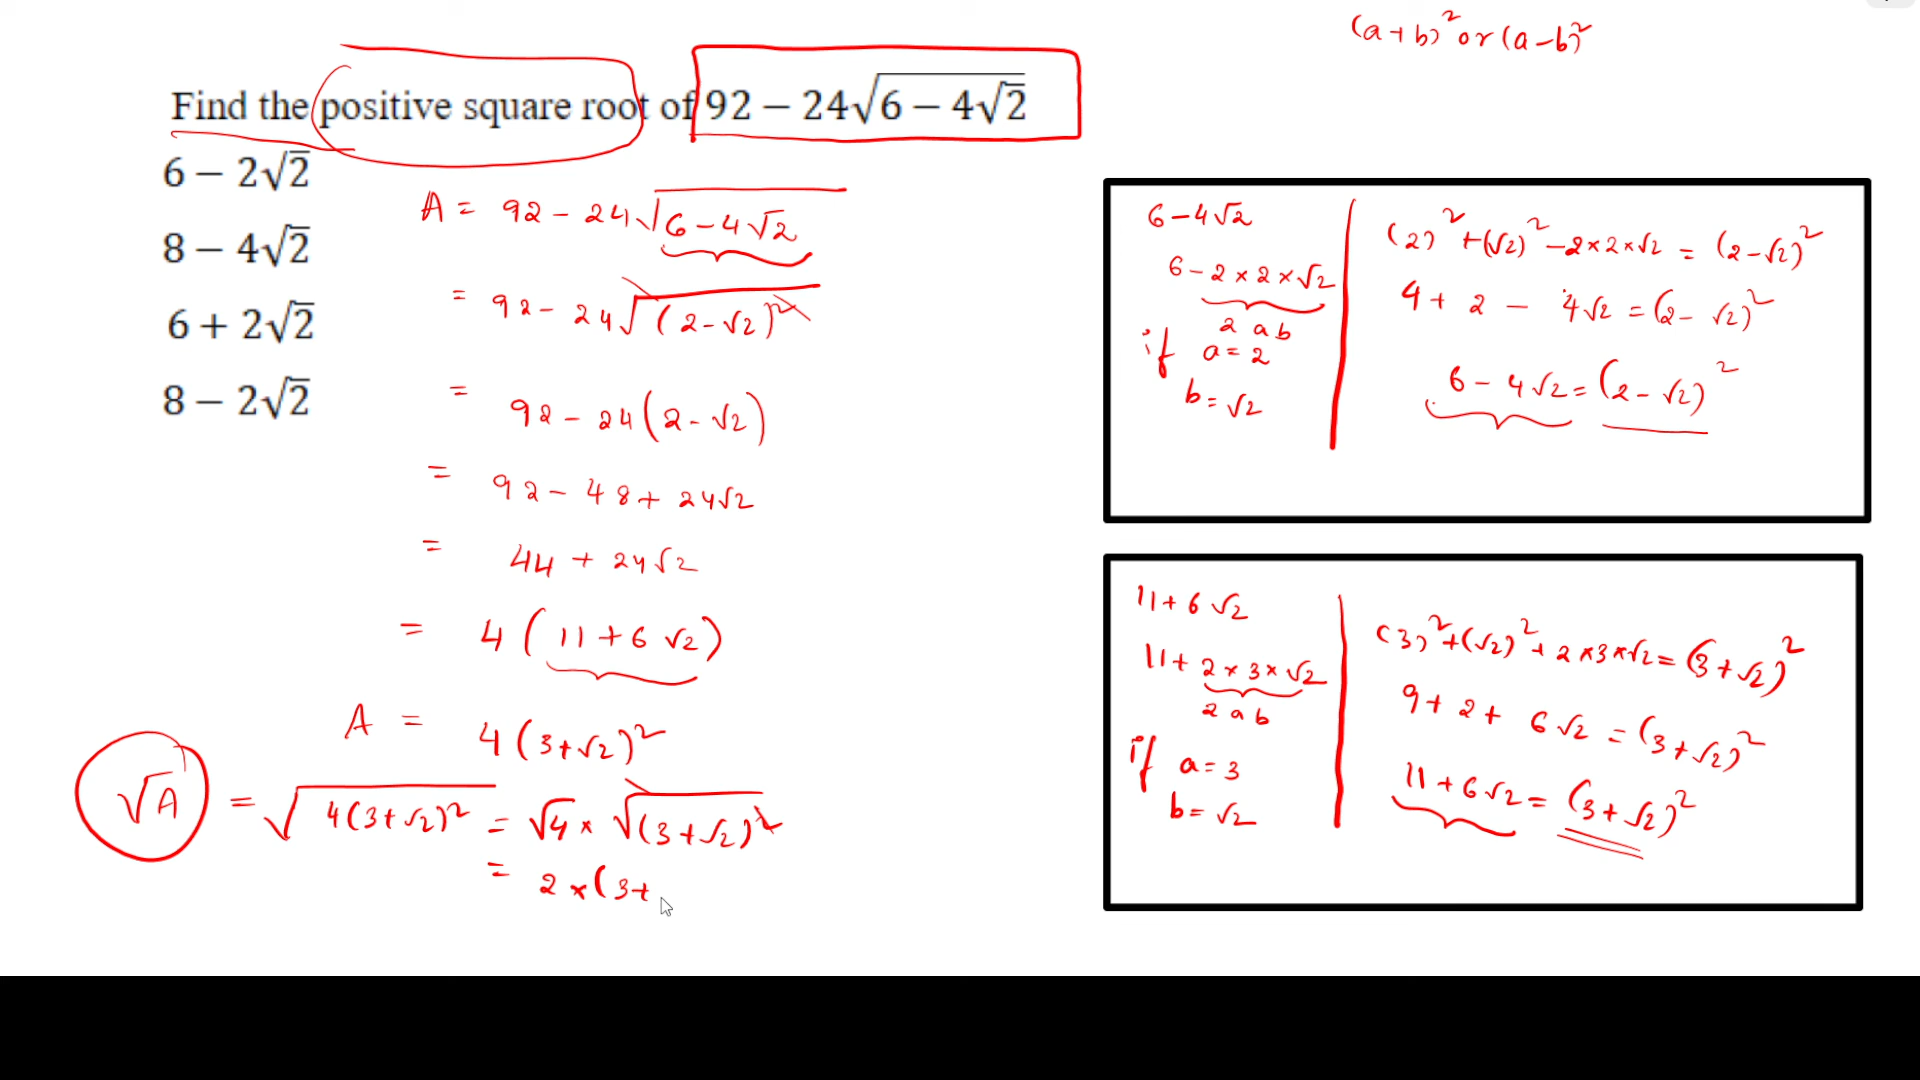 (a+b)² or (a-b)²
Find the positive square root of 92 − 24√(6 − 4√2)
6 − 2√2
8 − 4√2
6 + 2√2
8 − 2√2
A = 92 - 24√(6 - 4√2)
= 92 - 24√((2-√2)²)
= 92 - 24(2-√2)
= 92 - 48 + 24√2
= 44 + 24√2
= 4(11+6√2)
A = 4(3+√2)²
√A = √(4(3+√2)²) = √4 × √((3+√2)²)
= 2 × (3+
6-4√2
6-2×2×√2
2 a b
if a=2
b=√2
(2)²+(√2)²-2×2×√2 = (2-√2)²
4 + 2 - 4√2 = (2-√2)²
6-4√2 = (2-√2)²
11+6√2
11+2×3×√2
2 a b
if a=3
b=√2
(3)²+(√2)²+2×3×√2 = (3+√2)²
9+2+6√2 = (3+√2)²
11+6√2 = (3+√2)²